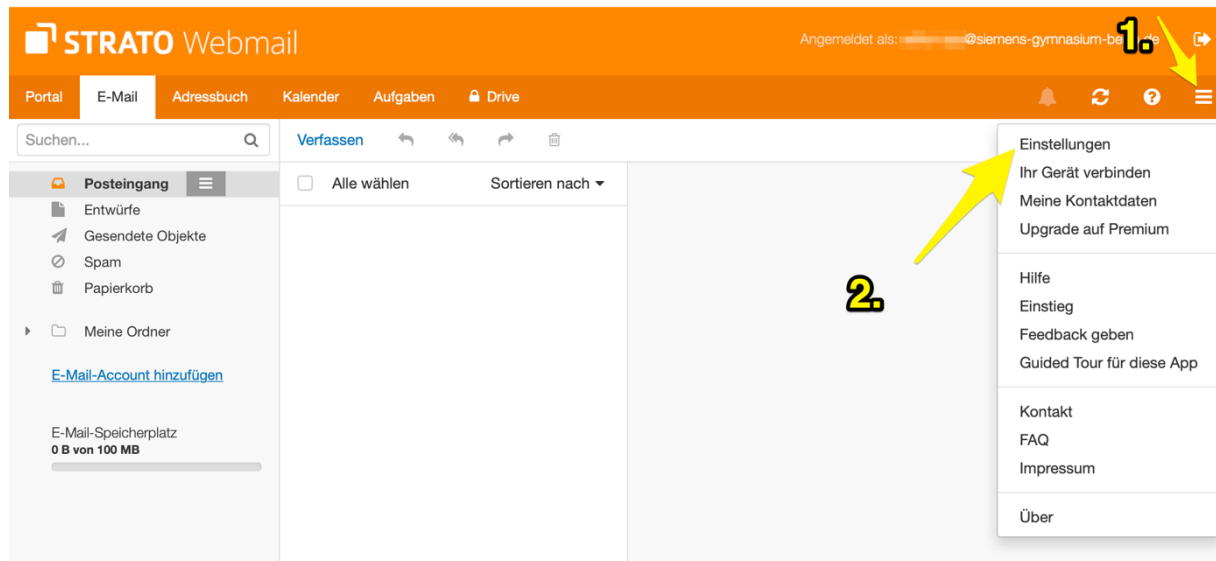 STRATO Webmail
Angemeldet als: @siemens-gymnasium-be
1.
Portal E-Mail Adressbuch Kalender Aufgaben Drive
Suchen...
Verfassen
Posteingang
Entwürfe
Gesendete Objekte
Spam
Papierkorb
Meine Ordner
E-Mail-Account hinzufügen
E-Mail-Speicherplatz
0 B von 100 MB
Alle wählen Sortieren nach
2.
Einstellungen
Ihr Gerät verbinden
Meine Kontaktdaten
Upgrade auf Premium
Hilfe
Einstieg
Feedback geben
Guided Tour für diese App
Kontakt
FAQ
Impressum
Über